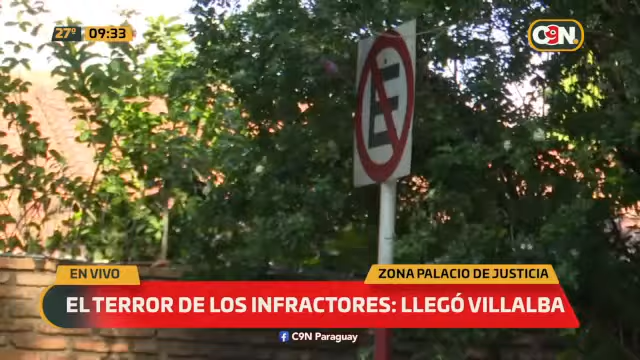 27°
09:33
C9N
E
EN VIVO
ZONA PALACIO DE JUSTICIA
EL TERROR DE LOS INFRACTORES: LLEGÓ VILLALBA
C9N Paraguay